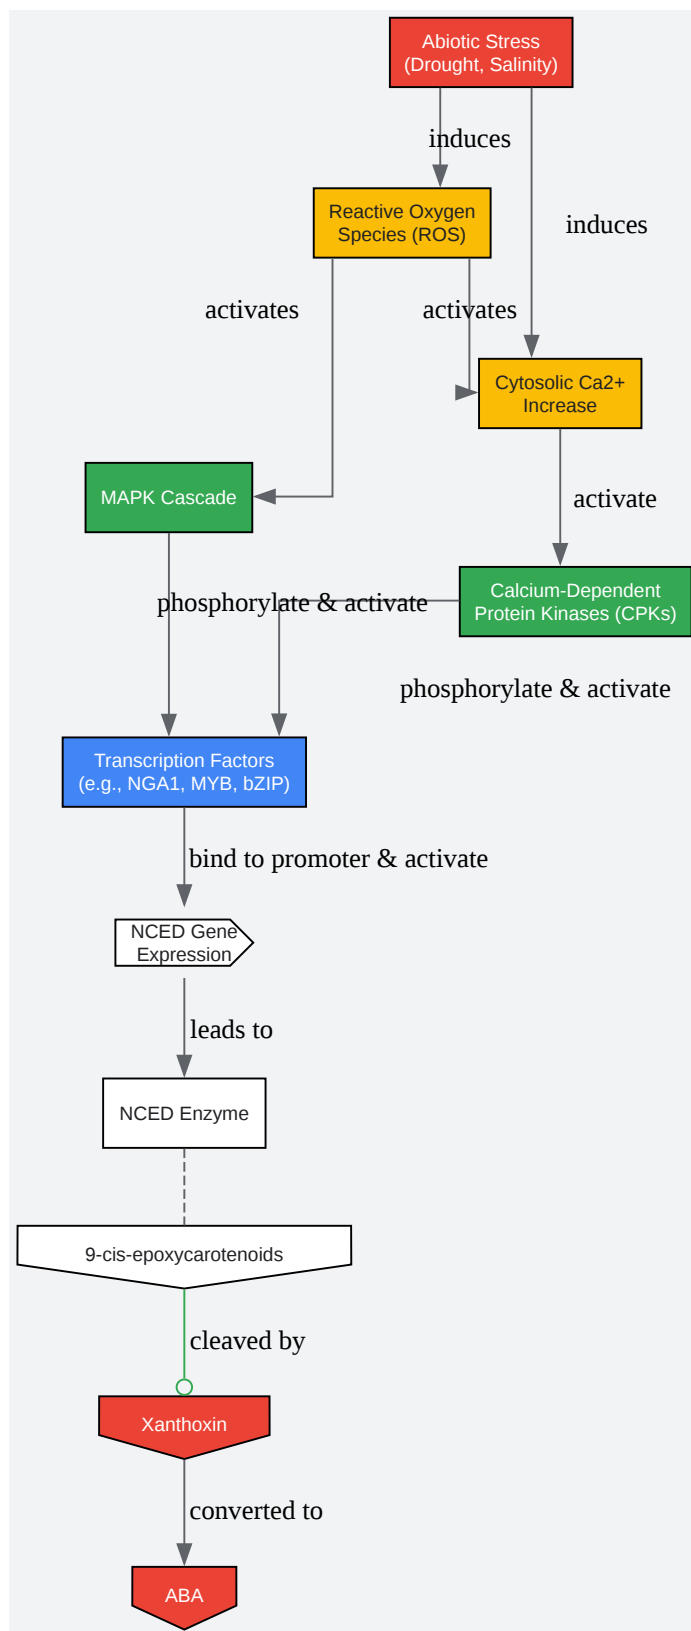 Abiotic Stress
(Drought, Salinity)
induces
Reactive Oxygen
Species (ROS)
induces
activates
activates
Cytosolic Ca2+
Increase
MAPK Cascade
activate
Calcium-Dependent
Protein Kinases (CPKs)
phosphorylate & activate
phosphorylate & activate
Transcription Factors
(e.g., NGA1, MYB, bZIP)
bind to promoter & activate
NCED Gene
Expression
leads to
NCED Enzyme
9-cis-epoxycarotenoids
cleaved by
Xanthoxin
converted to
ABA